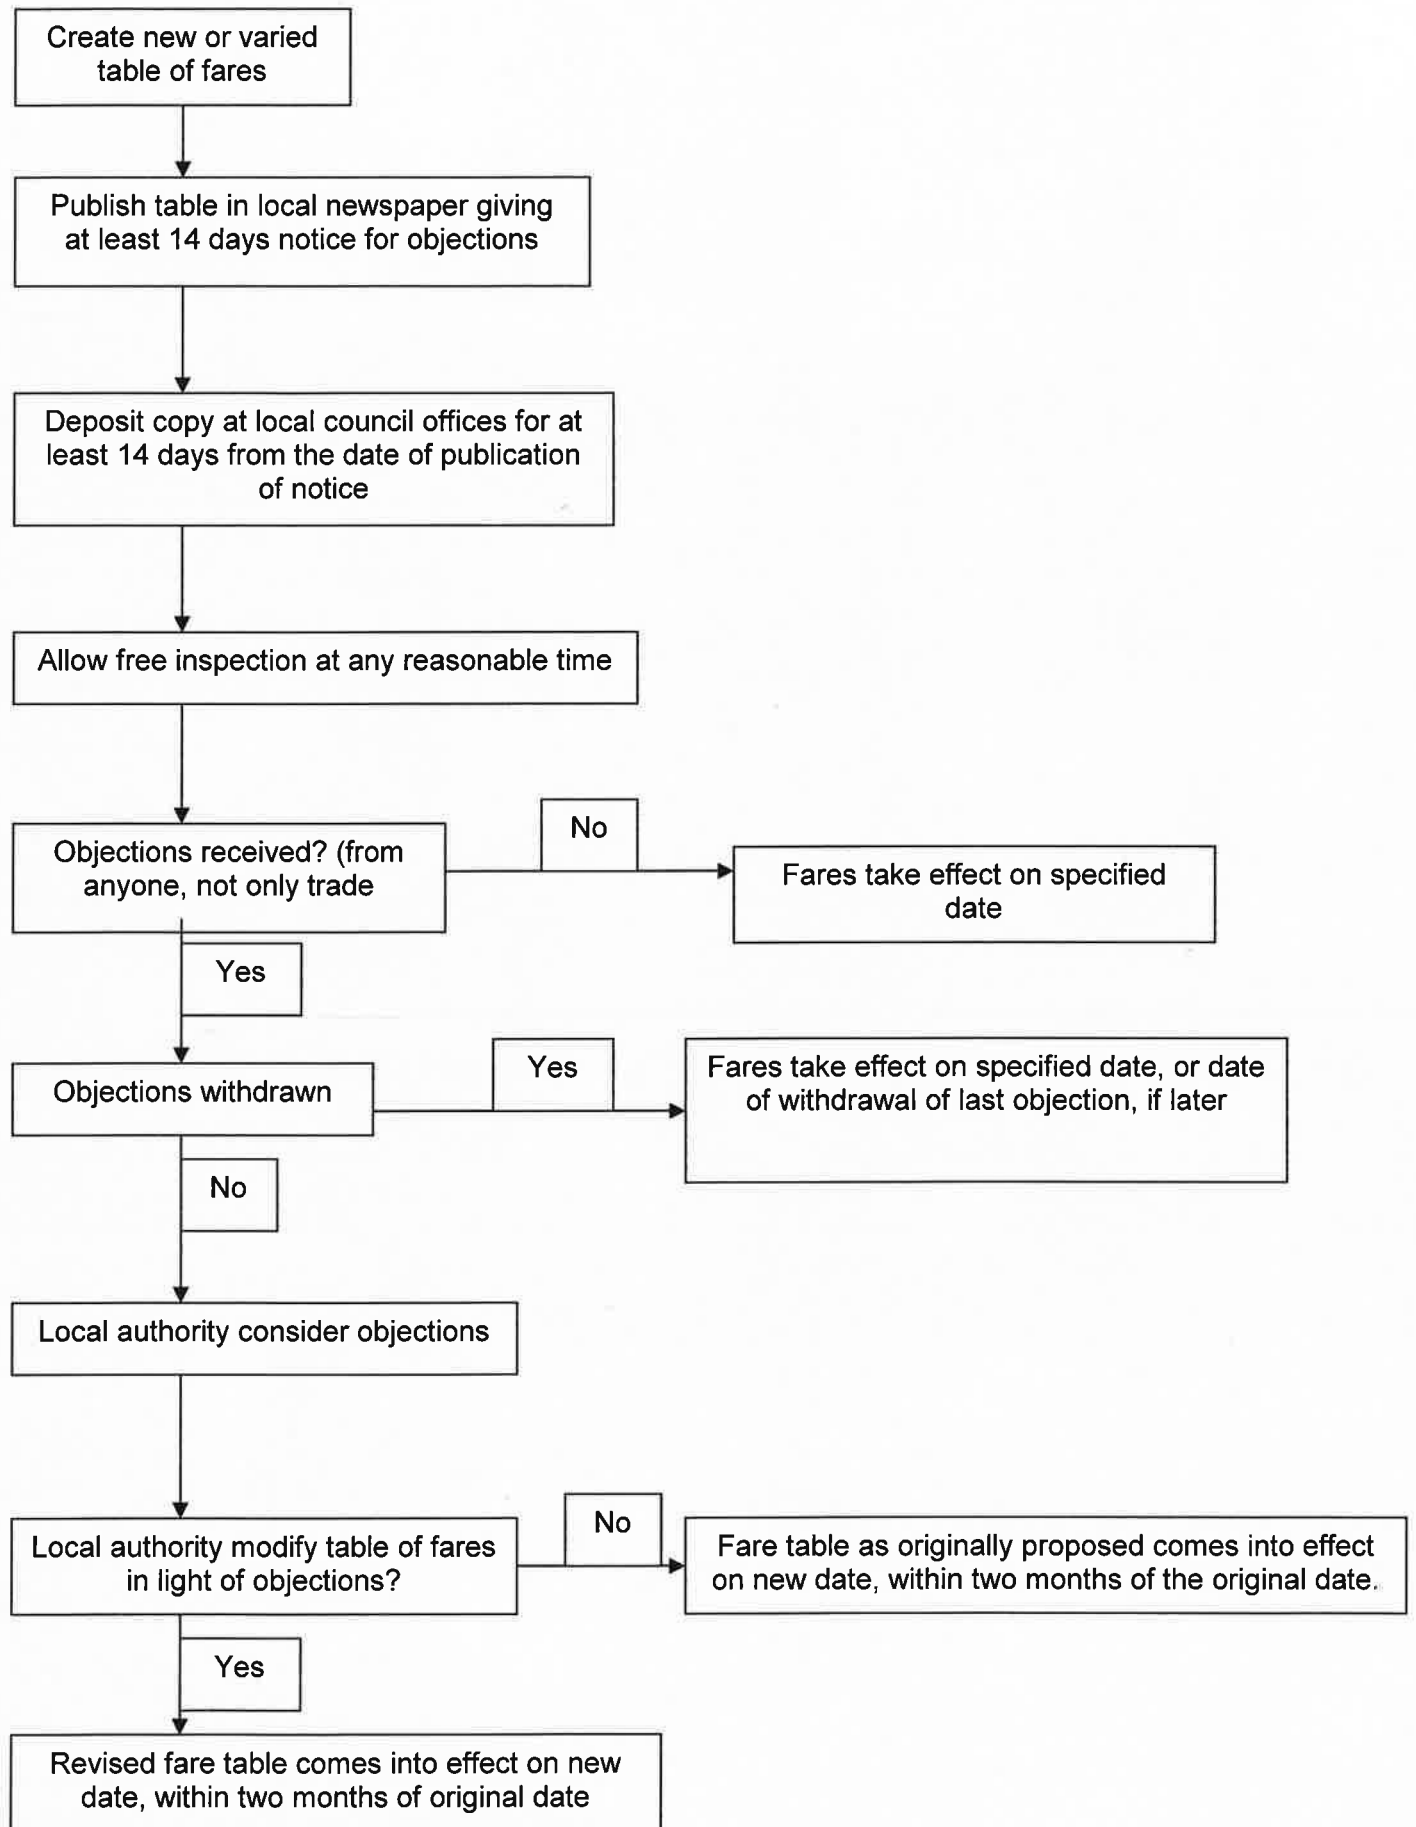 Create new or varied
table of fares
Publish table in local newspaper giving
at least 14 days notice for objections
Deposit copy at local council offices for at
least 14 days from the date of publication
of notice
Allow free inspection at any reasonable time
Objections received? (from
anyone, not only trade
No
Fares take effect on specified
date
Yes
Objections withdrawn
Yes
Fares take effect on specified date, or date
of withdrawal of last objection, if later
No
Local authority consider objections
Local authority modify table of fares
in light of objections?
No
Fare table as originally proposed comes into effect
on new date, within two months of the original date.
Yes
Revised fare table comes into effect on new
date, within two months of original date